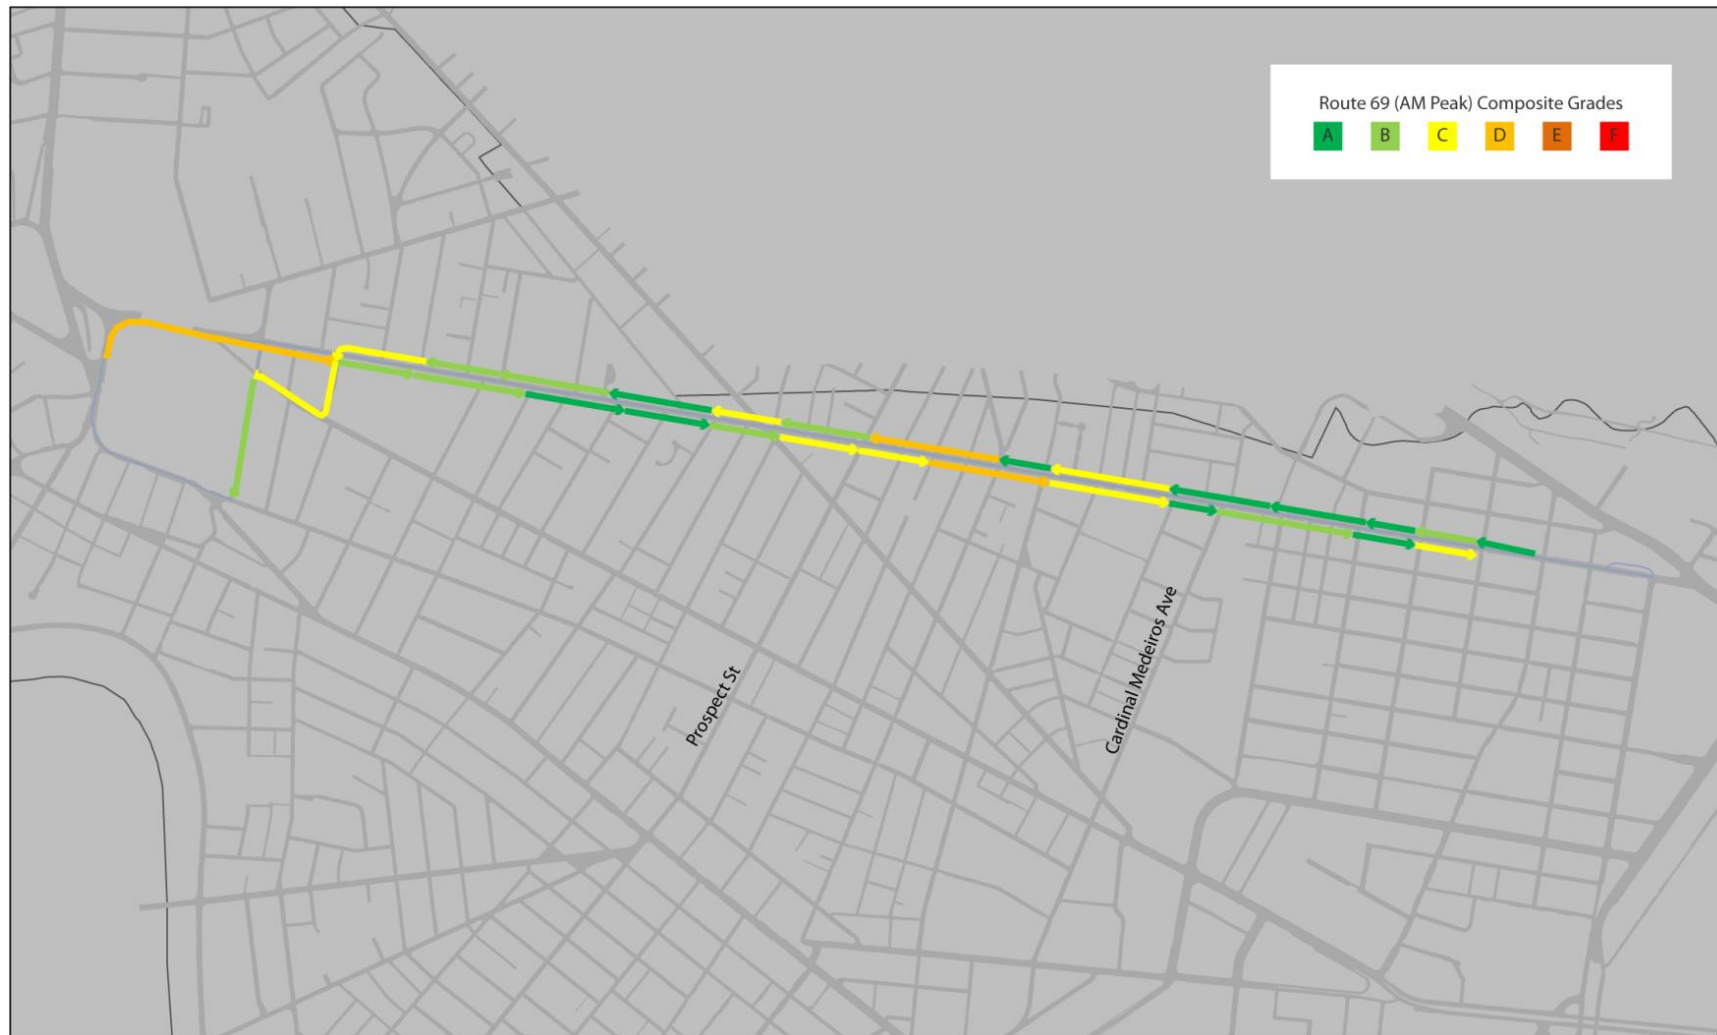 Route 69 (AM Peak) Composite Grades
A B C D E F
Prospect St
Cardinal Medeiros Ave